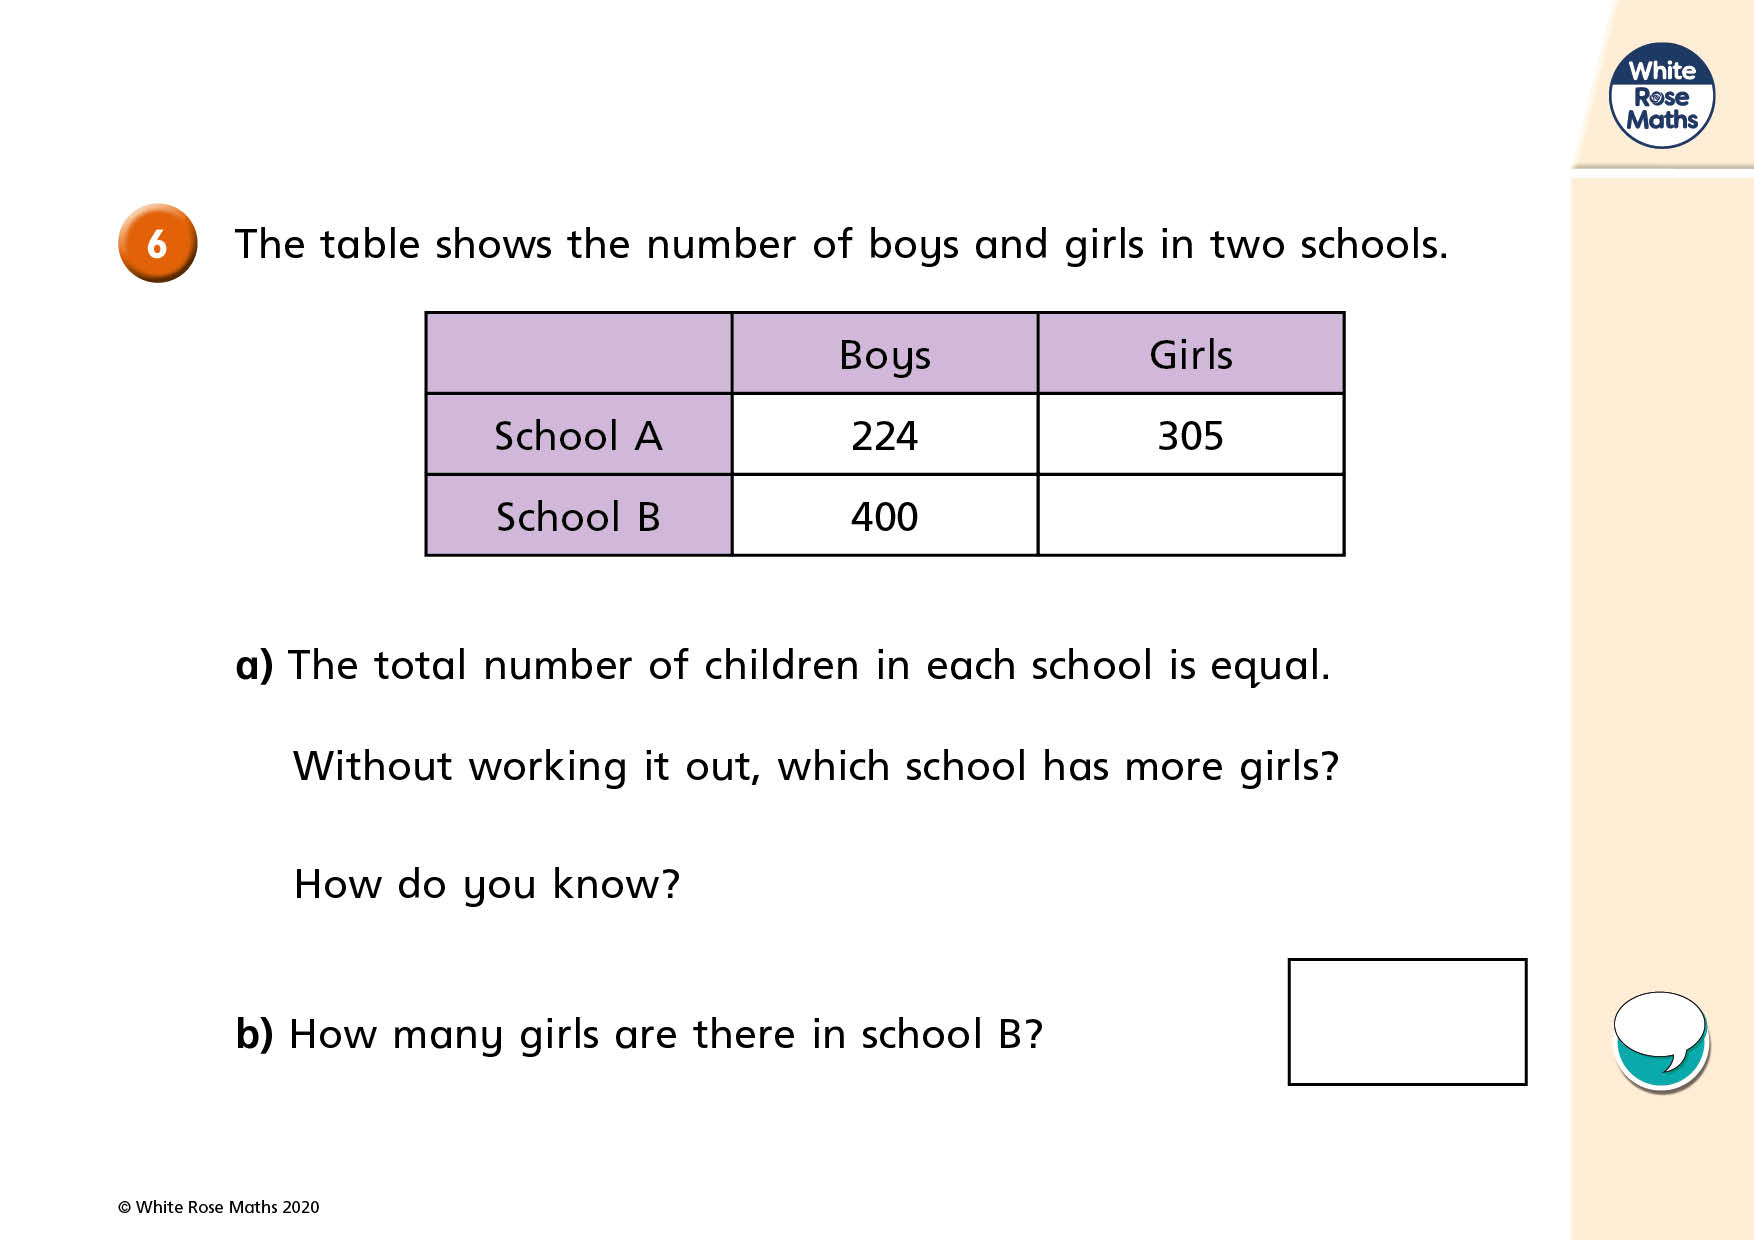 White
Rose
Maths
6 The table shows the number of boys and girls in two schools.
Boys Girls
School A 224 305
School B 400
a) The total number of children in each school is equal.
Without working it out, which school has more girls?
How do you know?
b) How many girls are there in school B?
© White Rose Maths 2020